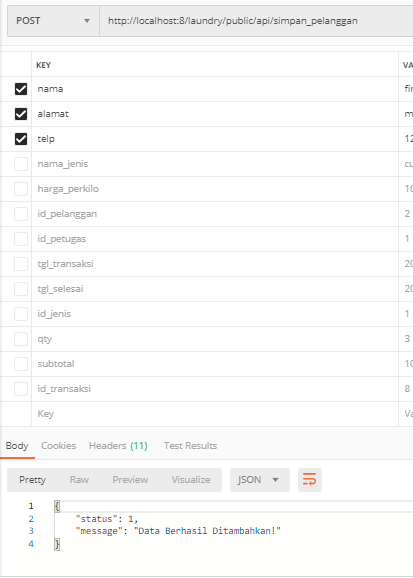 POST http://localhost:8/laundry/public/api/simpan_pelanggan
KEY VA
nama fir
alamat m
telp 12
nama_jenis cu
harga_perkilo 10
id_pelanggan 2
id_petugas 1
tgl_transaksi 20
tgl_selesai 20
id_jenis 1
qty 3
subtotal 10
id_transaksi 8
Key Va
Body Cookies Headers (11) Test Results
Pretty Raw Preview Visualize JSON
1 {
2 "status": 1,
3 "message": "Data Berhasil Ditambahkan!"
4 }